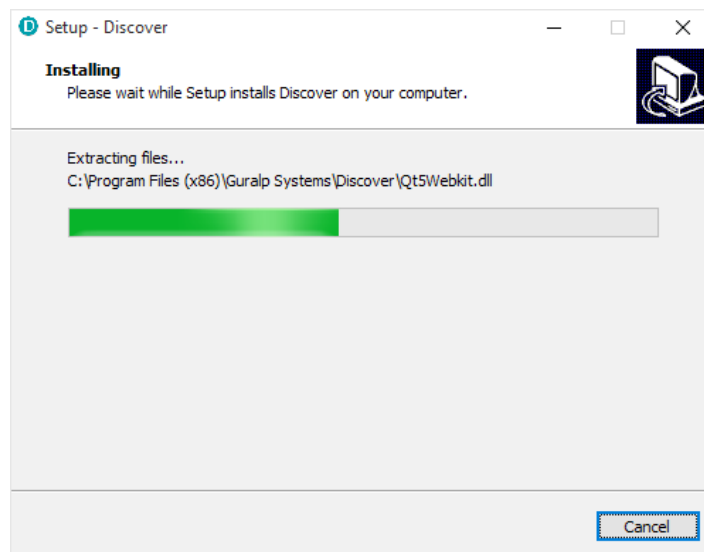 Setup - Discover
Installing
Please wait while Setup installs Discover on your computer.
Extracting files...
C:\Program Files (x86)\Guralp Systems\Discover\Qt5Webkit.dll
Cancel